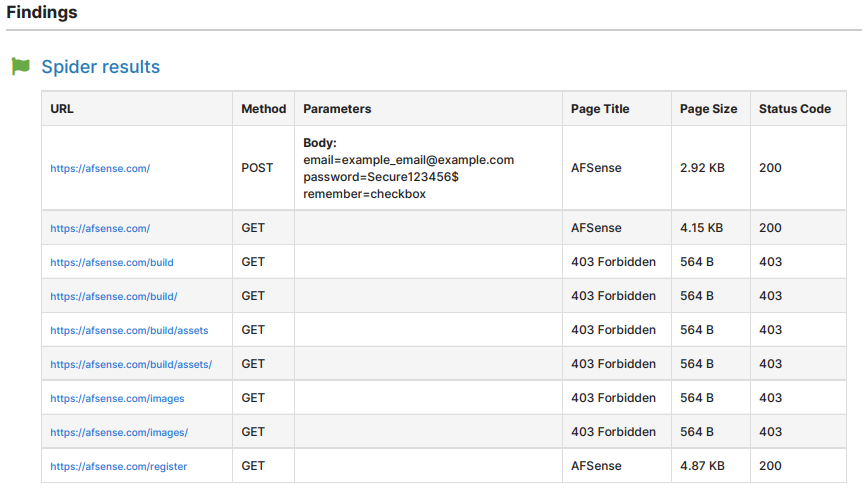 Findings
Spider results
URL Method Parameters Page Title Page Size Status Code
https://afsense.com/ POST Body: AFSense 2.92 KB 200
email=example_email@example.com
password=Secure123456$
remember=checkbox
https://afsense.com/ GET AFSense 4.15 KB 200
https://afsense.com/build GET 403 Forbidden 564 B 403
https://afsense.com/build/ GET 403 Forbidden 564 B 403
https://afsense.com/build/assets GET 403 Forbidden 564 B 403
https://afsense.com/build/assets/ GET 403 Forbidden 564 B 403
https://afsense.com/images GET 403 Forbidden 564 B 403
https://afsense.com/images/ GET 403 Forbidden 564 B 403
https://afsense.com/register GET AFSense 4.87 KB 200